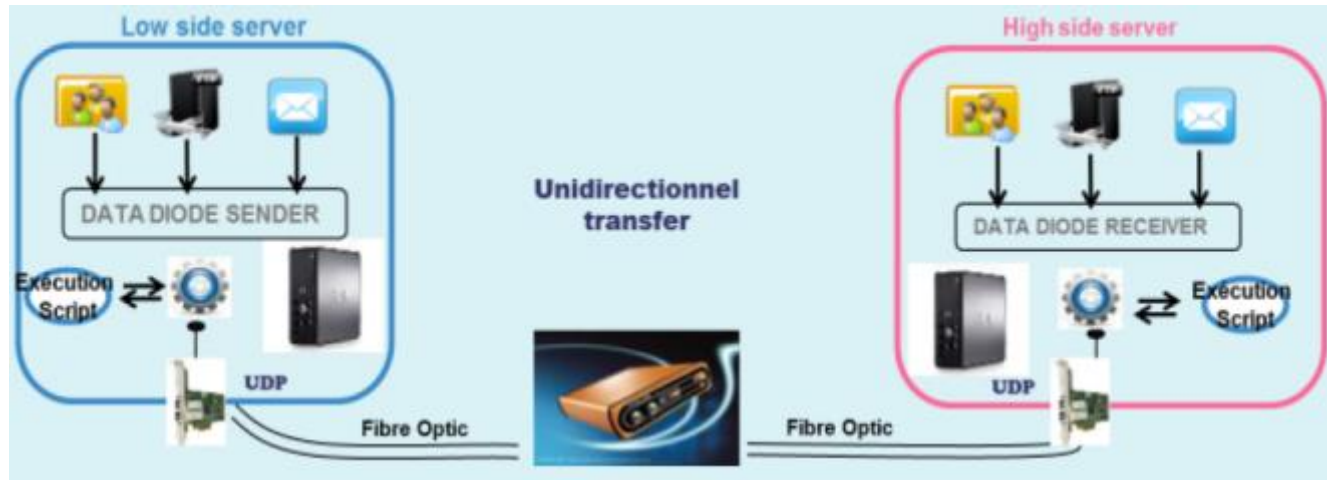 Low side server
High side server
DATA DIODE SENDER
Unidirectionnel
transfer
DATA DIODE RECEIVER
Execution
Script
Execution
Script
UDP
UDP
Fibre Optic
Fibre Optic